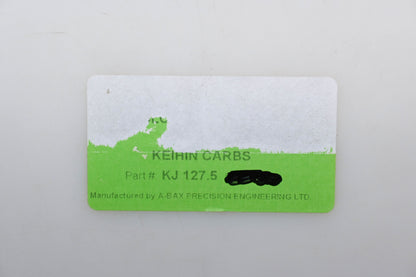 KEIHIN CARBS
Part #: KJ 127.5
Manufactured by A-BAX PRECISION ENGINEERING LTD.